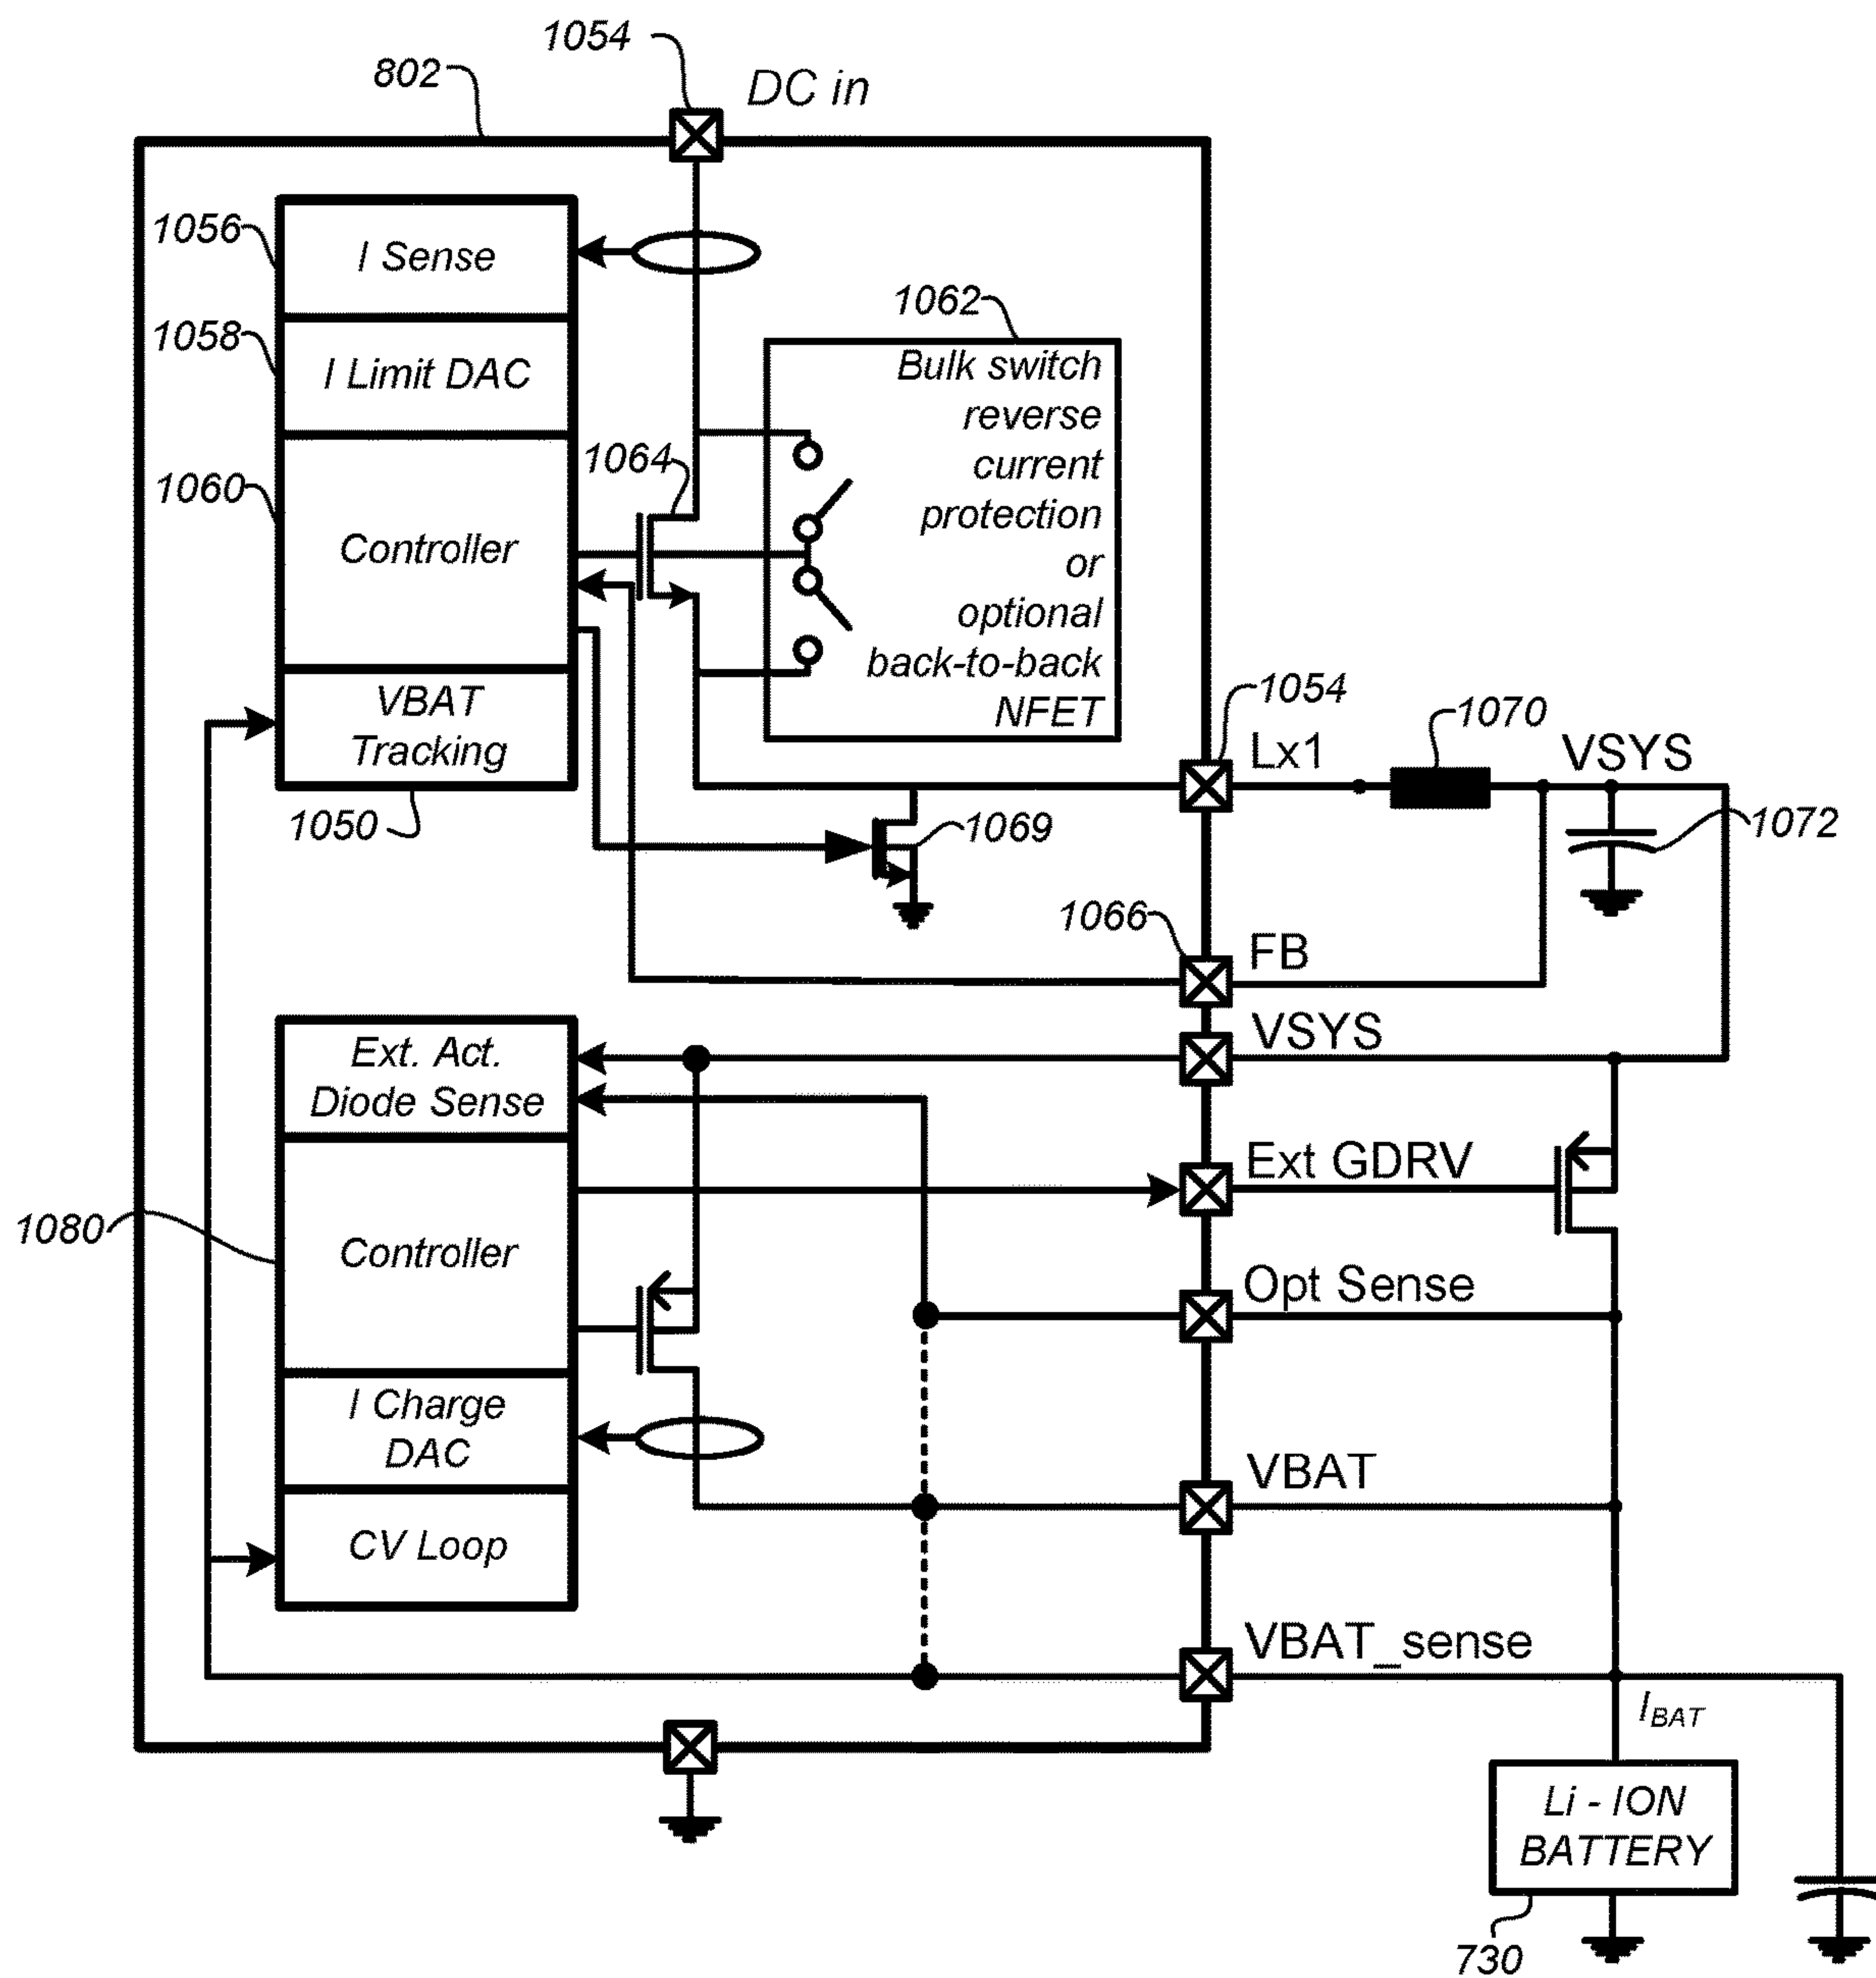 1054
802
DC in
1056
I Sense
1062
1058
I Limit DAC
Bulk switch
reverse
current
protection
or
optional
back-to-back
NFET
1064
1060
Controller
VBAT
Tracking
1050
1054
Lx1
1070
VSYS
1072
1069
1066
FB
VSYS
Ext. Act.
Diode Sense
Ext GDRV
1080
Controller
Opt Sense
I Charge
DAC
VBAT
CV Loop
VBAT_sense
IBAT
Li - ION
BATTERY
730